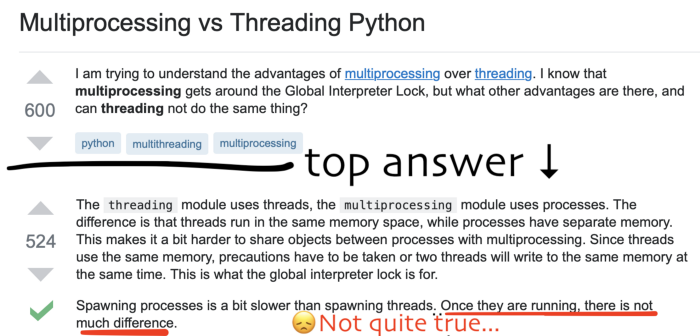 Multiprocessing vs Threading Python
I am trying to understand the advantages of multiprocessing over threading. I know that
multiprocessing gets around the Global Interpreter Lock, but what other advantages are there, and
600
can threading not do the same thing?
python multithreading multiprocessing
top answer ↓
The threading module uses threads, the multiprocessing module uses processes. The
difference is that threads run in the same memory space, while processes have separate memory.
524
This makes it a bit harder to share objects between processes with multiprocessing. Since threads
use the same memory, precautions have to be taken or two threads will write to the same memory at
the same time. This is what the global interpreter lock is for.
Spawning processes is a bit slower than spawning threads. Once they are running, there is not
much difference.
😞Not quite true...